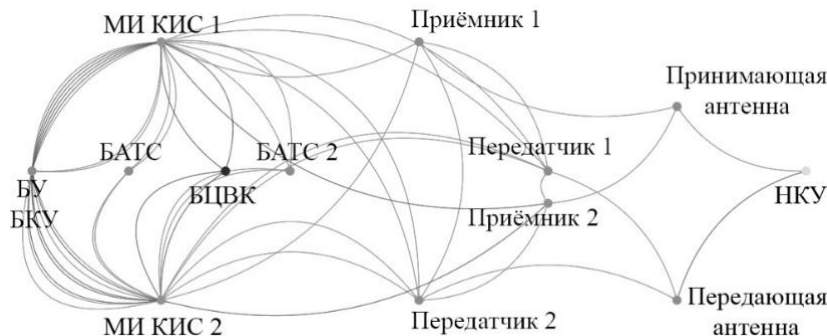 МИ КИС 1
Приёмник 1
Принимающая
антенна
БАТС
БАТС 2
Передатчик 1
БУ
БКУ
БЦВК
НКУ
Приёмник 2
МИ КИС 2
Передатчик 2
Передающая
антенна